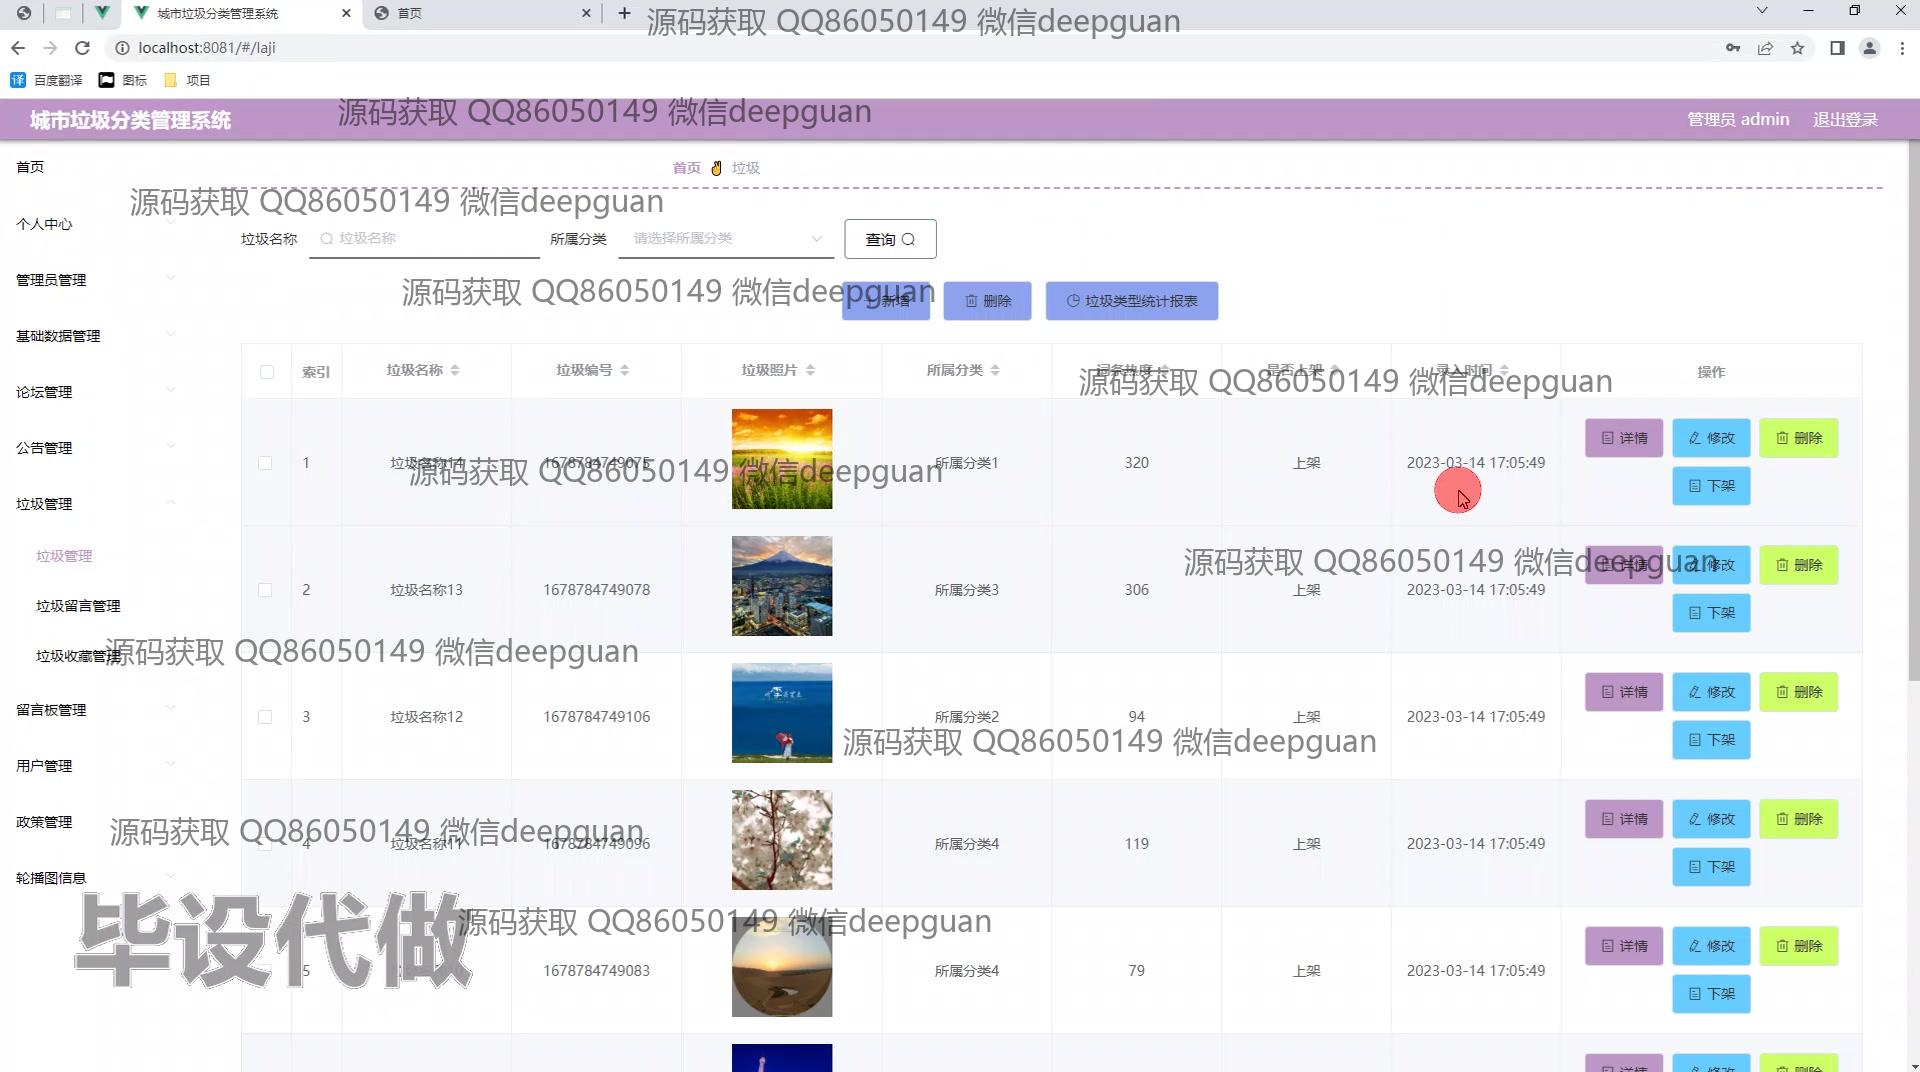 城市垃圾分类管理系统 首页
源码获取 QQ86050149 微信deepguan
localhost:8081/#/laji
百度翻译 图标 项目
城市垃圾分类管理系统
源码获取 QQ86050149 微信deepguan
管理员 admin 退出登录
首页
首页 垃圾
源码获取 QQ86050149 微信deepguan
个人中心
垃圾名称 垃圾名称 所属分类 请选择所属分类 查询
管理员管理
源码获取 QQ86050149 微信deepguan
新增 删除 垃圾类型统计报表
基础数据管理
索引 垃圾名称 垃圾编号 垃圾照片 所属分类 词条热度 是否上架 录入时间 操作
源码获取 QQ86050149 微信deepguan
论坛管理
公告管理
1 垃圾名称14 1678784749075 所属分类1 320 上架 2023-03-14 17:05:49 详情 修改 删除
下架
源码获取 QQ86050149 微信deepguan
垃圾管理
垃圾管理
源码获取 QQ86050149 微信deepguan
2 垃圾名称13 1678784749078 所属分类3 306 上架 2023-03-14 17:05:49 详情 修改 删除
下架
垃圾留言管理
垃圾收藏管理
源码获取 QQ86050149 微信deepguan
留言板管理
3 垃圾名称12 1678784749106 所属分类2 94 上架 2023-03-14 17:05:49 详情 修改 删除
下架
源码获取 QQ86050149 微信deepguan
用户管理
政策管理
源码获取 QQ86050149 微信deepguan
4 垃圾名称11 1678784749096 所属分类4 119 上架 2023-03-14 17:05:49 详情 修改 删除
下架
轮播图信息
毕设代做
源码获取 QQ86050149 微信deepguan
5 1678784749083 所属分类4 79 上架 2023-03-14 17:05:49 详情 修改 删除
下架
详情 修改 删除